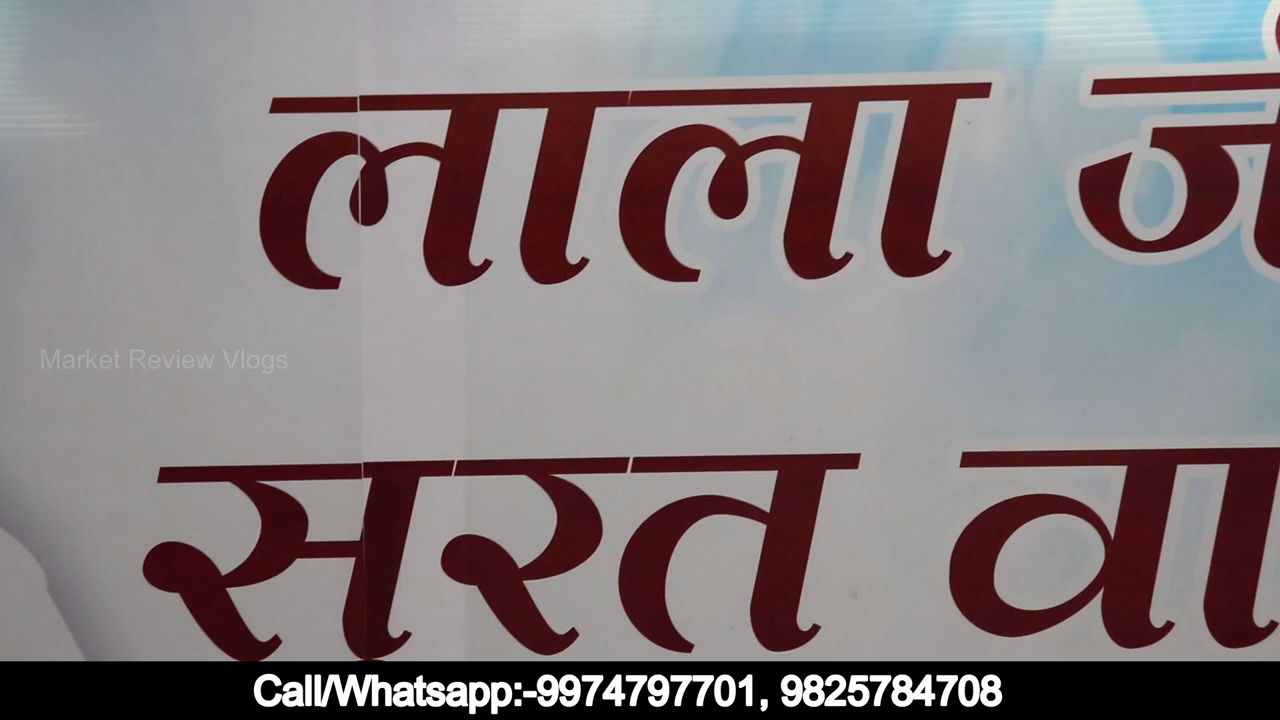 लाला
Market Review Vlogs
सरत
Call/Whatsapp:-9974797701, 9825784708